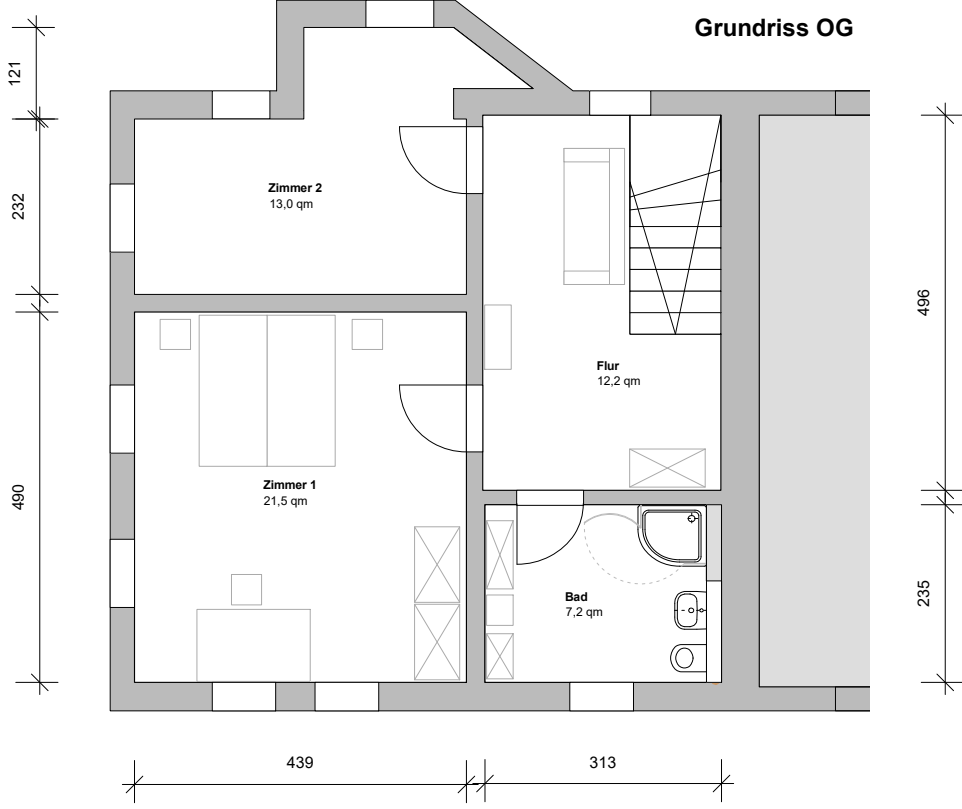 Grundriss OG
121
232
490
Zimmer 2
13,0 qm
Flur
12,2 qm
Zimmer 1
21,5 qm
Bad
7,2 qm
496
235
439
313